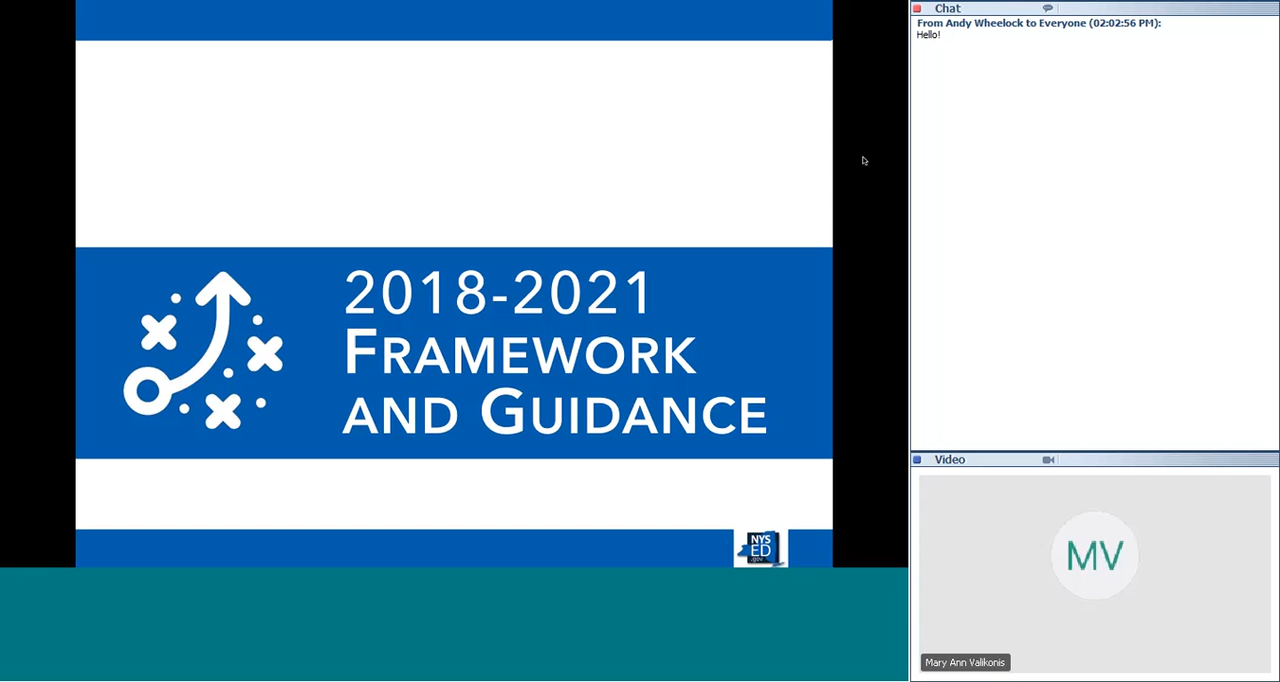 2018-2021
FRAMEWORK
AND GUIDANCE
NYS
ED
.gov
Chat
From Andy Wheelock to Everyone (02:02:56 PM):
Hello!
Video
MV
Mary Ann Valikonis